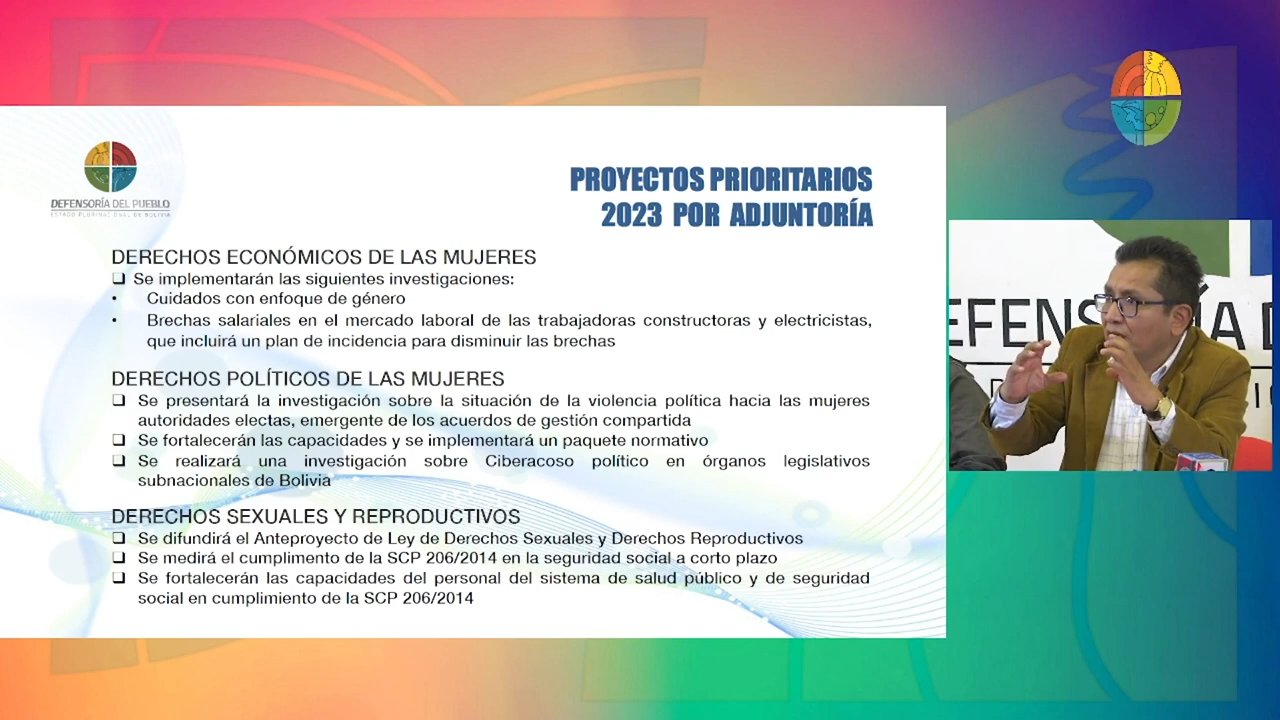 DEFENSORÍA DEL PUEBLO
ESTADO PLURINACIONAL DE BOLIVIA
PROYECTOS PRIORITARIOS
2023 POR ADJUNTORÍA
DERECHOS ECONÓMICOS DE LAS MUJERES
❑ Se implementarán las siguientes investigaciones:
• Cuidados con enfoque de género
• Brechas salariales en el mercado laboral de las trabajadoras constructoras y electricistas,
que incluirá un plan de incidencia para disminuir las brechas
DERECHOS POLÍTICOS DE LAS MUJERES
❑ Se presentará la investigación sobre la situación de la violencia política hacia las mujeres
autoridades electas, emergente de los acuerdos de gestión compartida
❑ Se fortalecerán las capacidades y se implementará un paquete normativo
❑ Se realizará una investigación sobre Ciberacoso político en órganos legislativos
subnacionales de Bolivia
DERECHOS SEXUALES Y REPRODUCTIVOS
❑ Se difundirá el Anteproyecto de Ley de Derechos Sexuales y Derechos Reproductivos
❑ Se medirá el cumplimento de la SCP 206/2014 en la seguridad social a corto plazo
❑ Se fortalecerán las capacidades del personal del sistema de salud público y de seguridad
social en cumplimiento de la SCP 206/2014
EFENSORÍA D